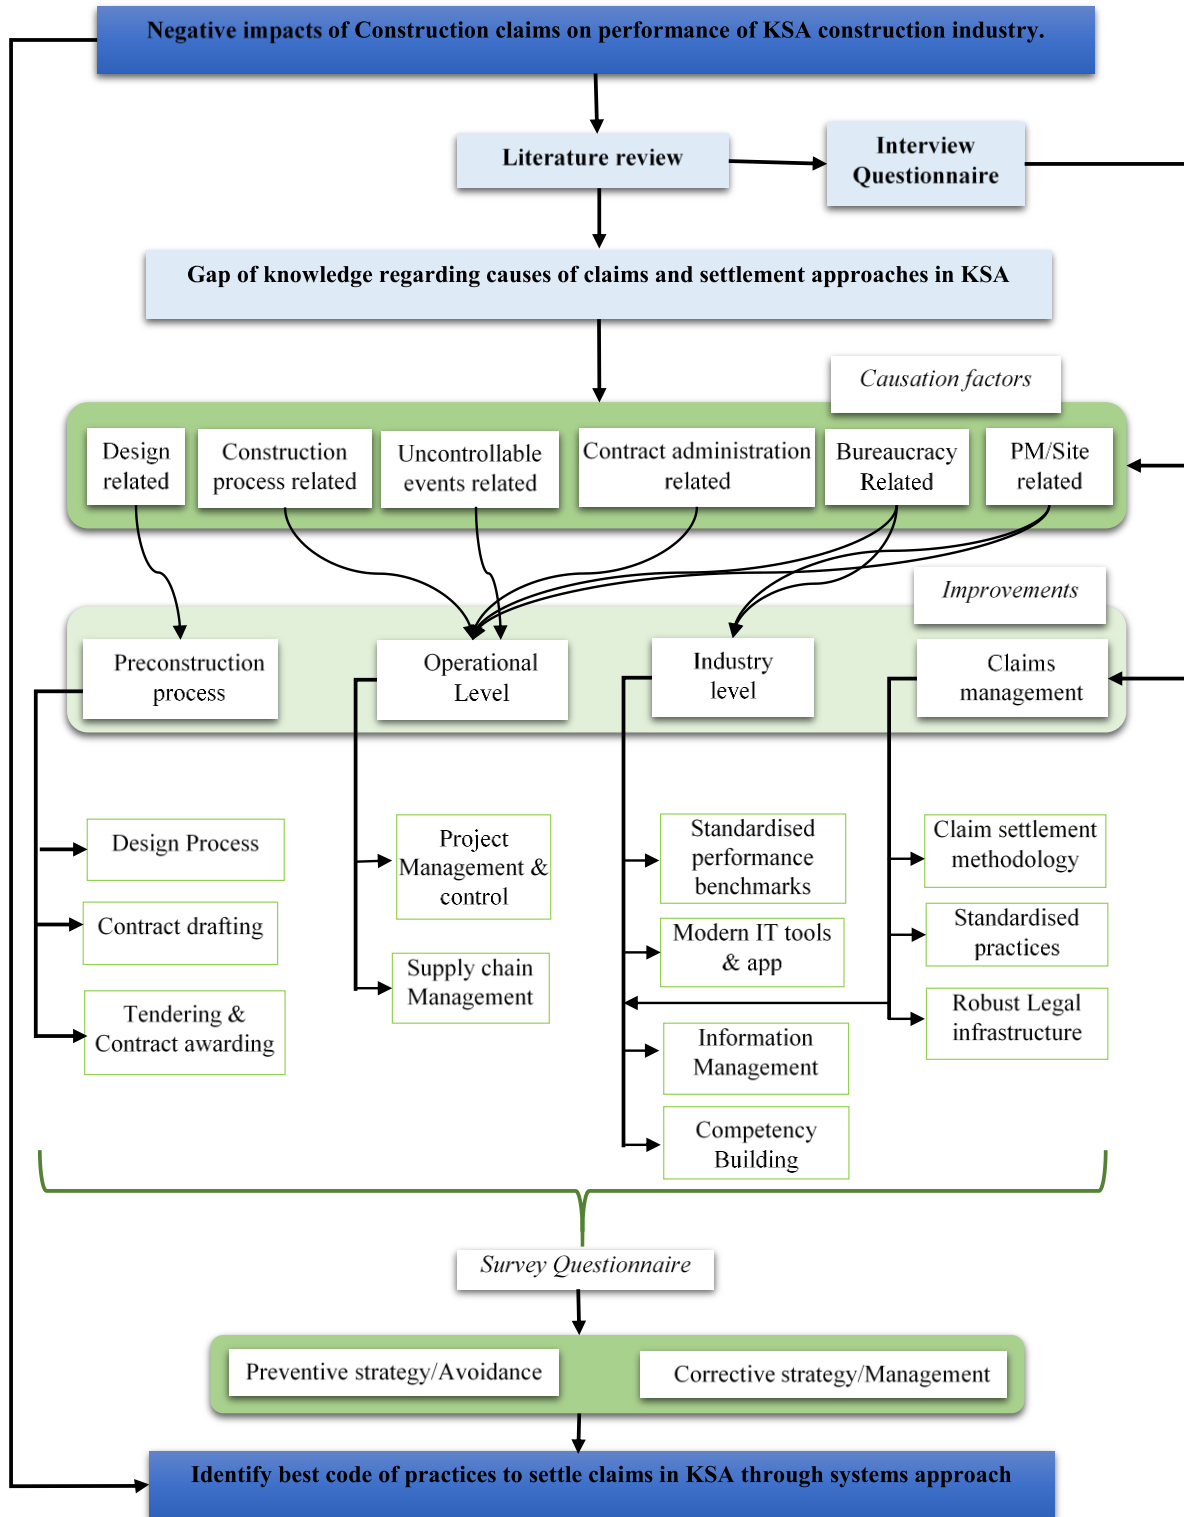 Negative impacts of Construction claims on performance of KSA construction industry.
Literature review
Interview
Questionnaire
Gap of knowledge regarding causes of claims and settlement approaches in KSA
Causation factors
Design
related
Construction
process related
Uncontrollable
events related
Contract administration
related
Bureaucracy
Related
PM/Site
related
Improvements
Preconstruction
process
Operational
Level
Industry
level
Claims
management
Design Process
Contract drafting
Tendering &
Contract awarding
Project
Management &
control
Supply chain
Management
Standardised
performance
benchmarks
Modern IT tools
& app
Information
Management
Competency
Building
Claim settlement
methodology
Standardised
practices
Robust Legal
infrastructure
Survey Questionnaire
Preventive strategy/Avoidance
Corrective strategy/Management
Identify best code of practices to settle claims in KSA through systems approach